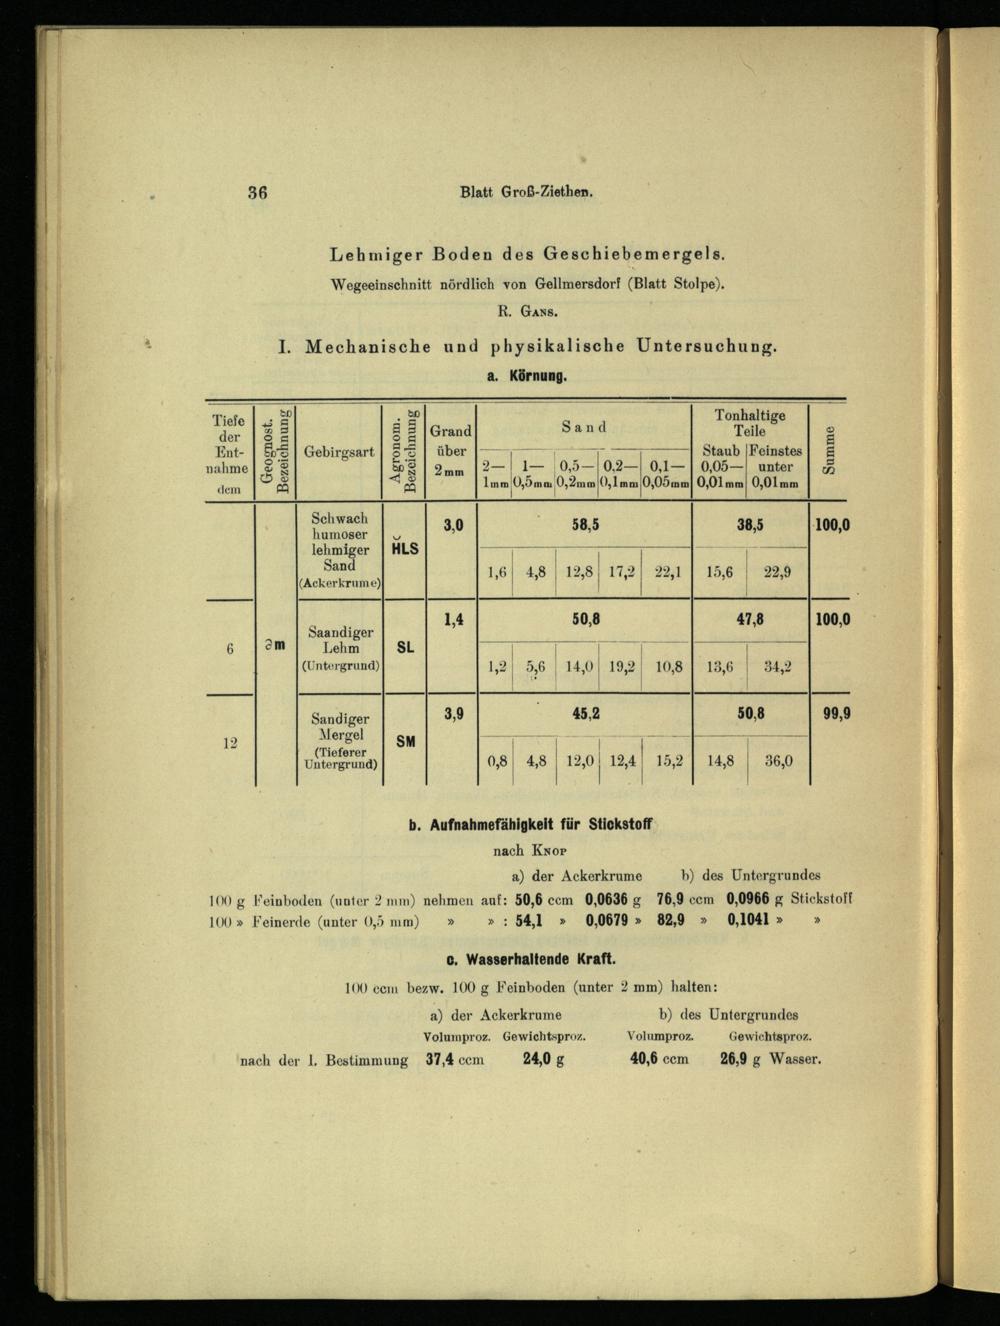 36
Blatt Groß-Ziethen.
Lehmiger Boden des Geschiebemergels.
Wegeeinschnitt nördlich von Gellmersdorf (Blatt Stolpe).
R. GANS.
I. Mechanische und physikalische Untersuchung.
a. Körnung.
Tiefe der Ent-nahme dem | Geognost. Bezeichnung | Gebirgsart | Agronom. Bezeichnung | Grand über 2mm | Sand | Tonhaltige Teile | Summe
2—1mm | 1—0,5mm | 0,5—0,2mm | 0,2—0,1mm | 0,1—0,05mm | Staub 0,05—0,01mm | Feinstes unter 0,01mm
Schwach humoser lehmiger Sand (Ackerkrume) | H̆LS | 3,0 | 58,5 | 38,5 | 100,0
1,6 | 4,8 | 12,8 | 17,2 | 22,1 | 15,6 | 22,9
6 | ∂m | Saandiger Lehm (Untergrund) | SL | 1,4 | 50,8 | 47,8 | 100,0
1,2 | 5,6 | 14,0 | 19,2 | 10,8 | 13,6 | 34,2
12 | Sandiger Mergel (Tieferer Untergrund) | SM | 3,9 | 45,2 | 50,8 | 99,9
0,8 | 4,8 | 12,0 | 12,4 | 15,2 | 14,8 | 36,0
b. Aufnahmefähigkeit für Stickstoff
nach KNOP
a) der Ackerkrume b) des Untergrundes
100 g Feinboden (unter 2 mm) nehmen auf: 50,6 ccm 0,0636 g 76,9 ccm 0,0966 g Stickstoff
100 » Feinerde (unter 0,5 mm) » » : 54,1 » 0,0679 » 82,9 » 0,1041 » »
c. Wasserhaltende Kraft.
100 ccm bezw. 100 g Feinboden (unter 2 mm) halten:
a) der Ackerkrume b) des Untergrundes
Volumproz. Gewichtsproz. Volumproz. Gewichtsproz.
nach der 1. Bestimmung 37,4 ccm 24,0 g 40,6 ccm 26,9 g Wasser.